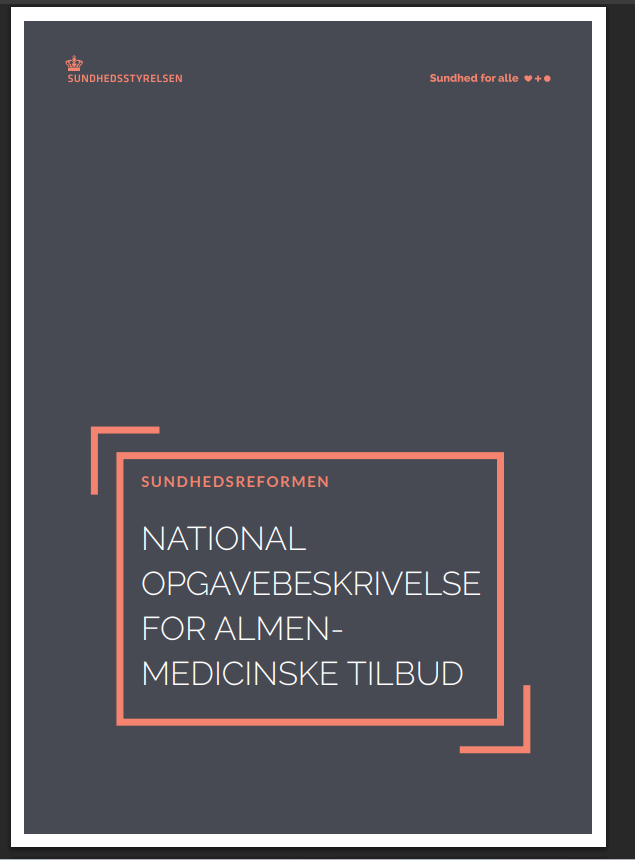 SUNDHEDSSTYRELSEN
Sundhed for alle
SUNDHEDSREFORMEN
NATIONAL
OPGAVEBESKRIVELSE
FOR ALMEN-
MEDICINSKE TILBUD